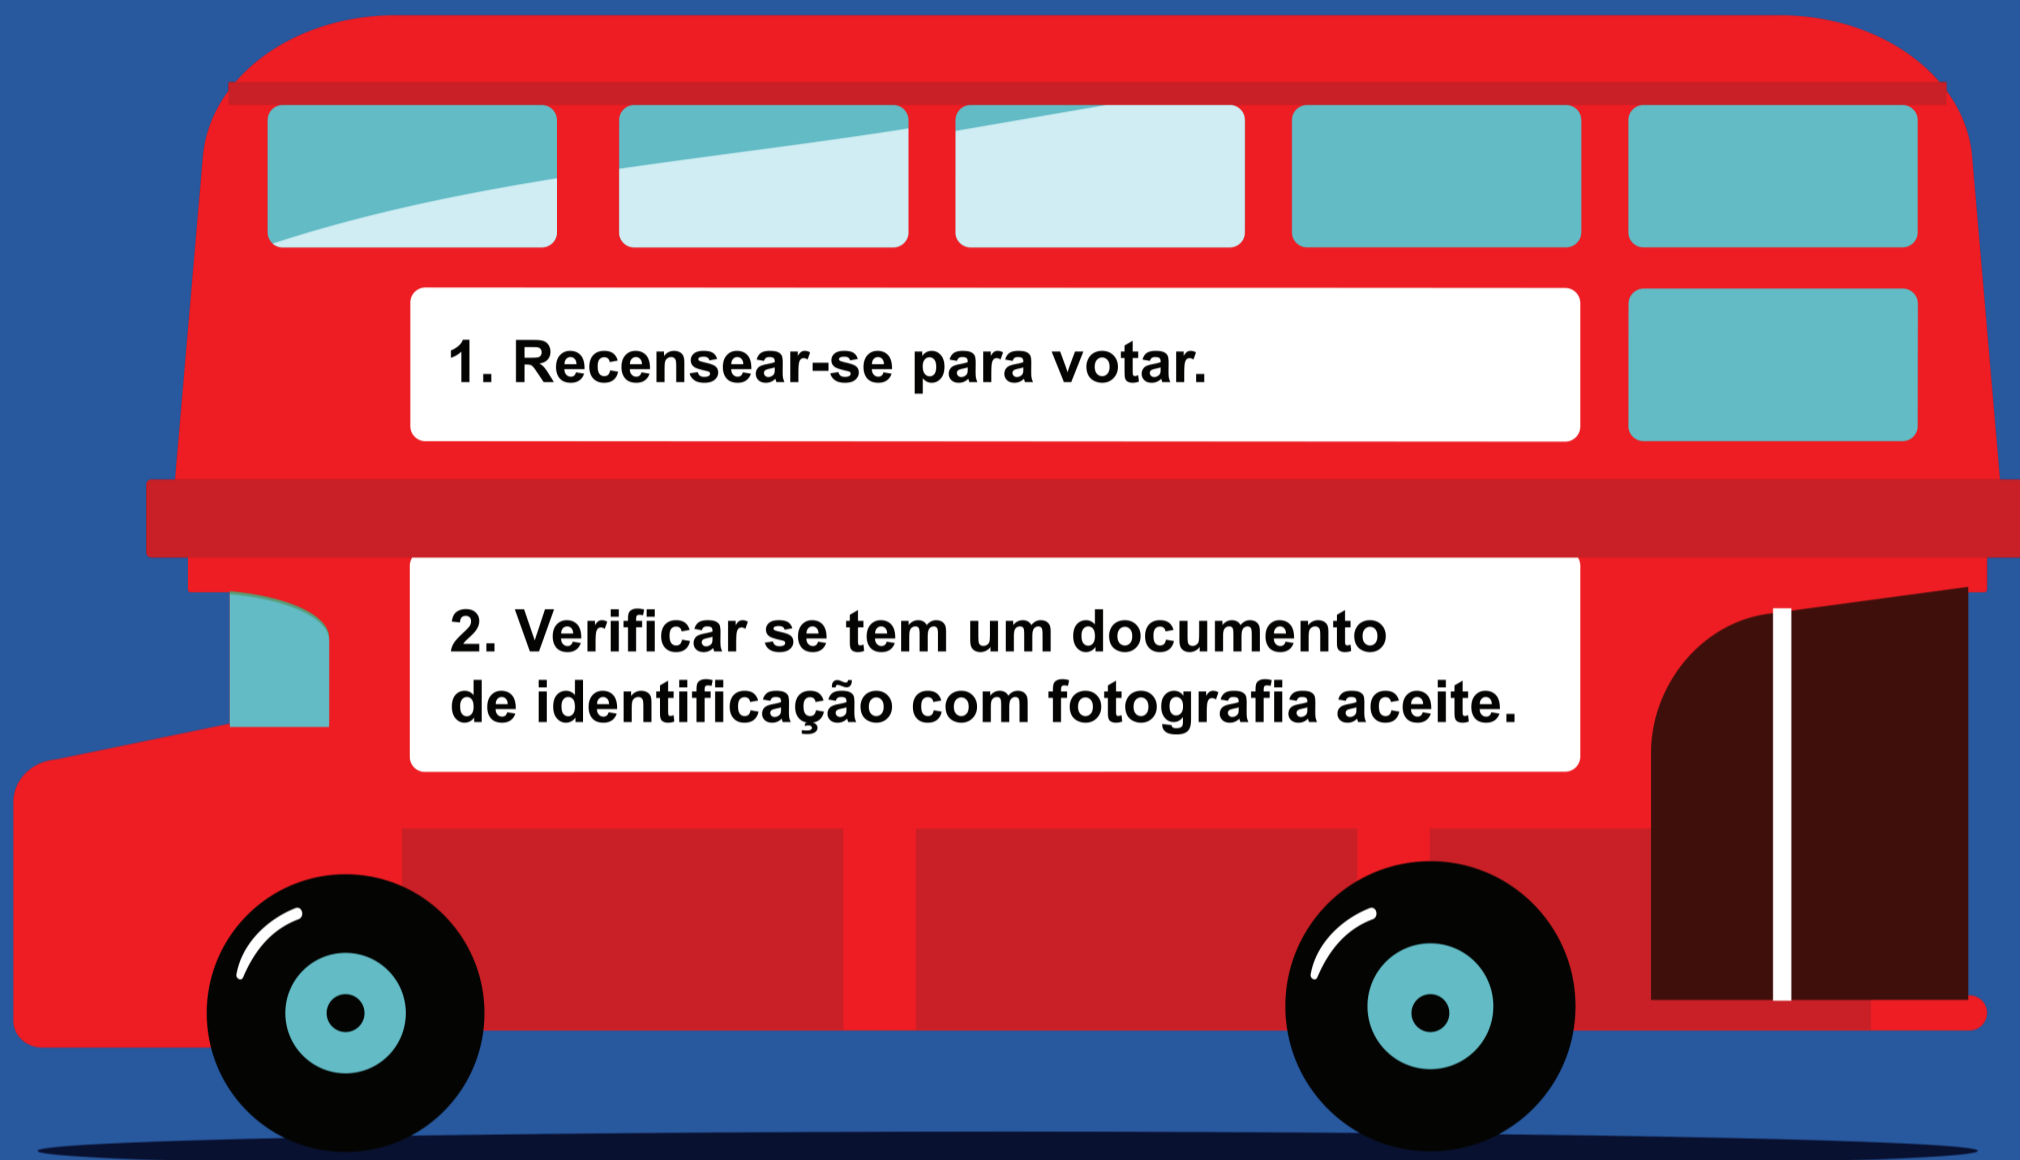 1. Recensear-se para votar.
2. Verificar se tem um documento
de identificação com fotografia aceite.